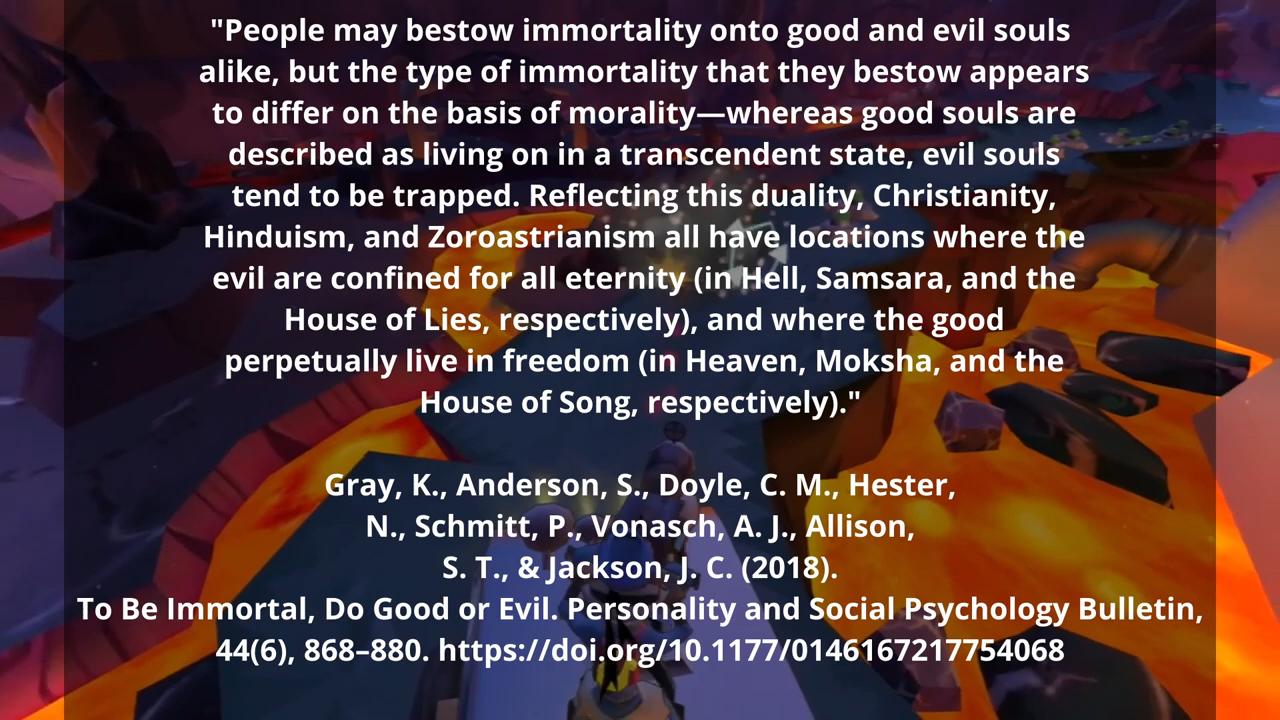 "People may bestow immortality onto good and evil souls
alike, but the type of immortality that they bestow appears
to differ on the basis of morality—whereas good souls are
described as living on in a transcendent state, evil souls
tend to be trapped. Reflecting this duality, Christianity,
Hinduism, and Zoroastrianism all have locations where the
evil are confined for all eternity (in Hell, Samsara, and the
House of Lies, respectively), and where the good
perpetually live in freedom (in Heaven, Moksha, and the
House of Song, respectively)."
Gray, K., Anderson, S., Doyle, C. M., Hester,
N., Schmitt, P., Vonasch, A. J., Allison,
S. T., & Jackson, J. C. (2018).
To Be Immortal, Do Good or Evil. Personality and Social Psychology Bulletin,
44(6), 868–880. https://doi.org/10.1177/0146167217754068